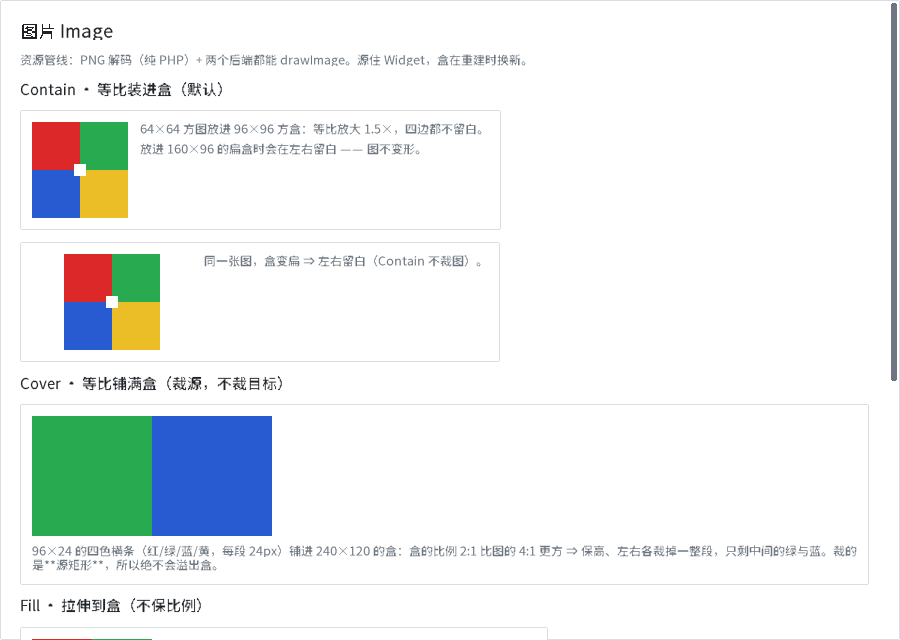 图片 Image
资源管线：PNG 解码（纯 PHP）+ 两个后端都能 drawImage。源住 Widget，盒在重建时换新。
Contain · 等比装进盒（默认）
64×64 方图放进 96×96 方盒：等比放大 1.5×，四边都不留白。
放进 160×96 的扁盒时会在左右留白 —— 图不变形。
同一张图，盒变扁 ⇒ 左右留白（Contain 不裁图）。
Cover · 等比铺满盒（裁源，不裁目标）
96×24 的四色横条（红/绿/蓝/黄，每段 24px）铺进 240×120 的盒：盒的比例 2:1 比图的 4:1 更方 ⇒ 保高、左右各裁掉一整段，只剩中间的绿与蓝。裁的
是**源矩形**，所以绝不会溢出盒。
Fill · 拉伸到盒（不保比例）